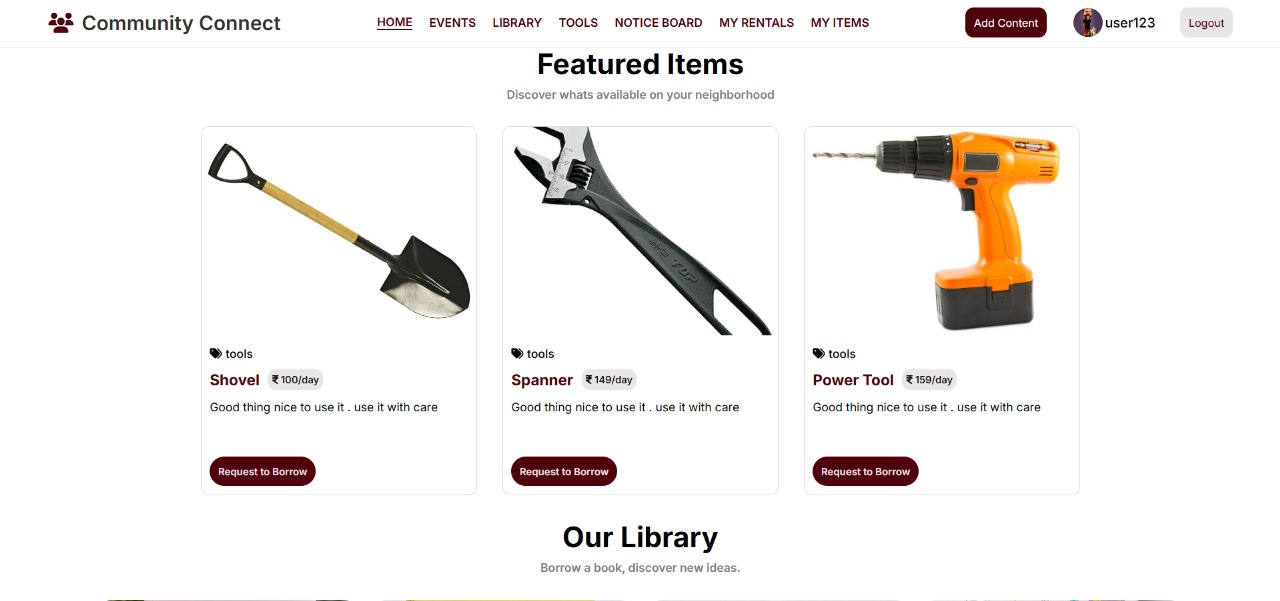 Community Connect
HOME EVENTS LIBRARY TOOLS NOTICE BOARD MY RENTALS MY ITEMS
Add Content
user123
Logout
Featured Items
Discover whats available on your neighborhood
TOP
tools
Shovel ₹ 100/day
Good thing nice to use it . use it with care
Request to Borrow
tools
Spanner ₹ 149/day
Good thing nice to use it . use it with care
Request to Borrow
tools
Power Tool ₹ 159/day
Good thing nice to use it . use it with care
Request to Borrow
Our Library
Borrow a book, discover new ideas.